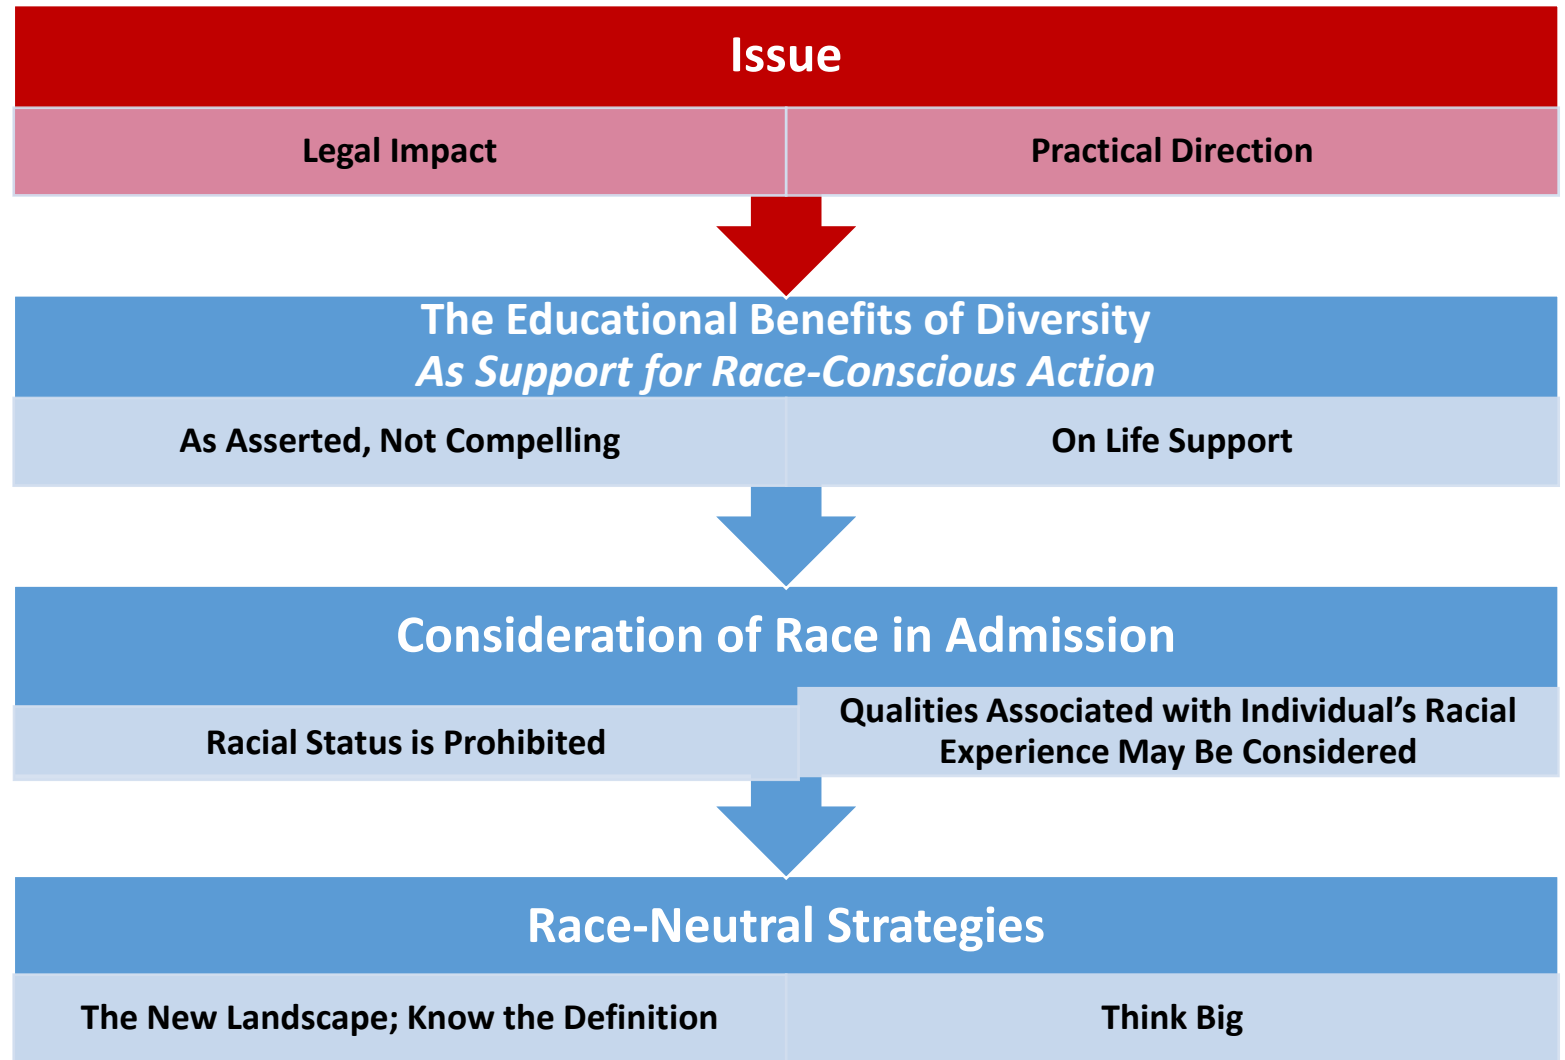 Issue
Legal Impact
Practical Direction
The Educational Benefits of Diversity
As Support for Race-Conscious Action
As Asserted, Not Compelling
On Life Support
Consideration of Race in Admission
Racial Status is Prohibited
Qualities Associated with Individual’s Racial
Experience May Be Considered
Race-Neutral Strategies
The New Landscape; Know the Definition
Think Big